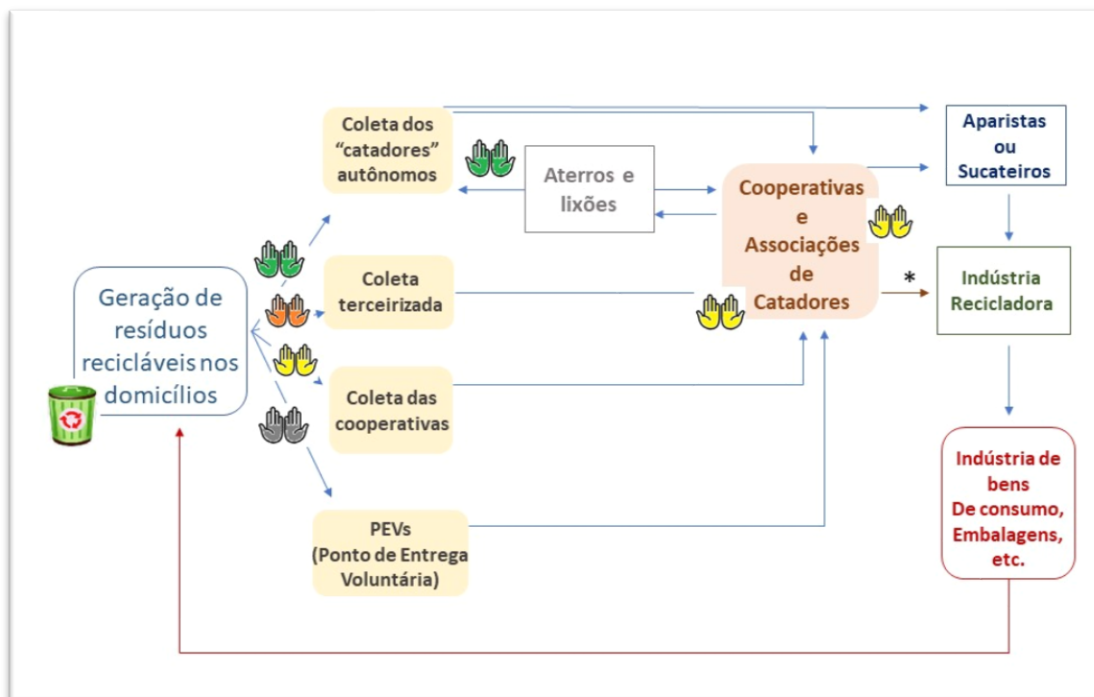 Geração de
resíduos
recicláveis nos
domicílios
Coleta dos
“catadores”
autônomos
Coleta
terceirizada
Coleta das
cooperativas
PEVs
(Ponto de Entrega
Voluntária)
Aterros e
lixões
Cooperativas
e
Associações
de
Catadores
*
Aparistas
ou
Sucateiros
Indústria
Recicladora
Indústria de
bens
De consumo,
Embalagens,
etc.